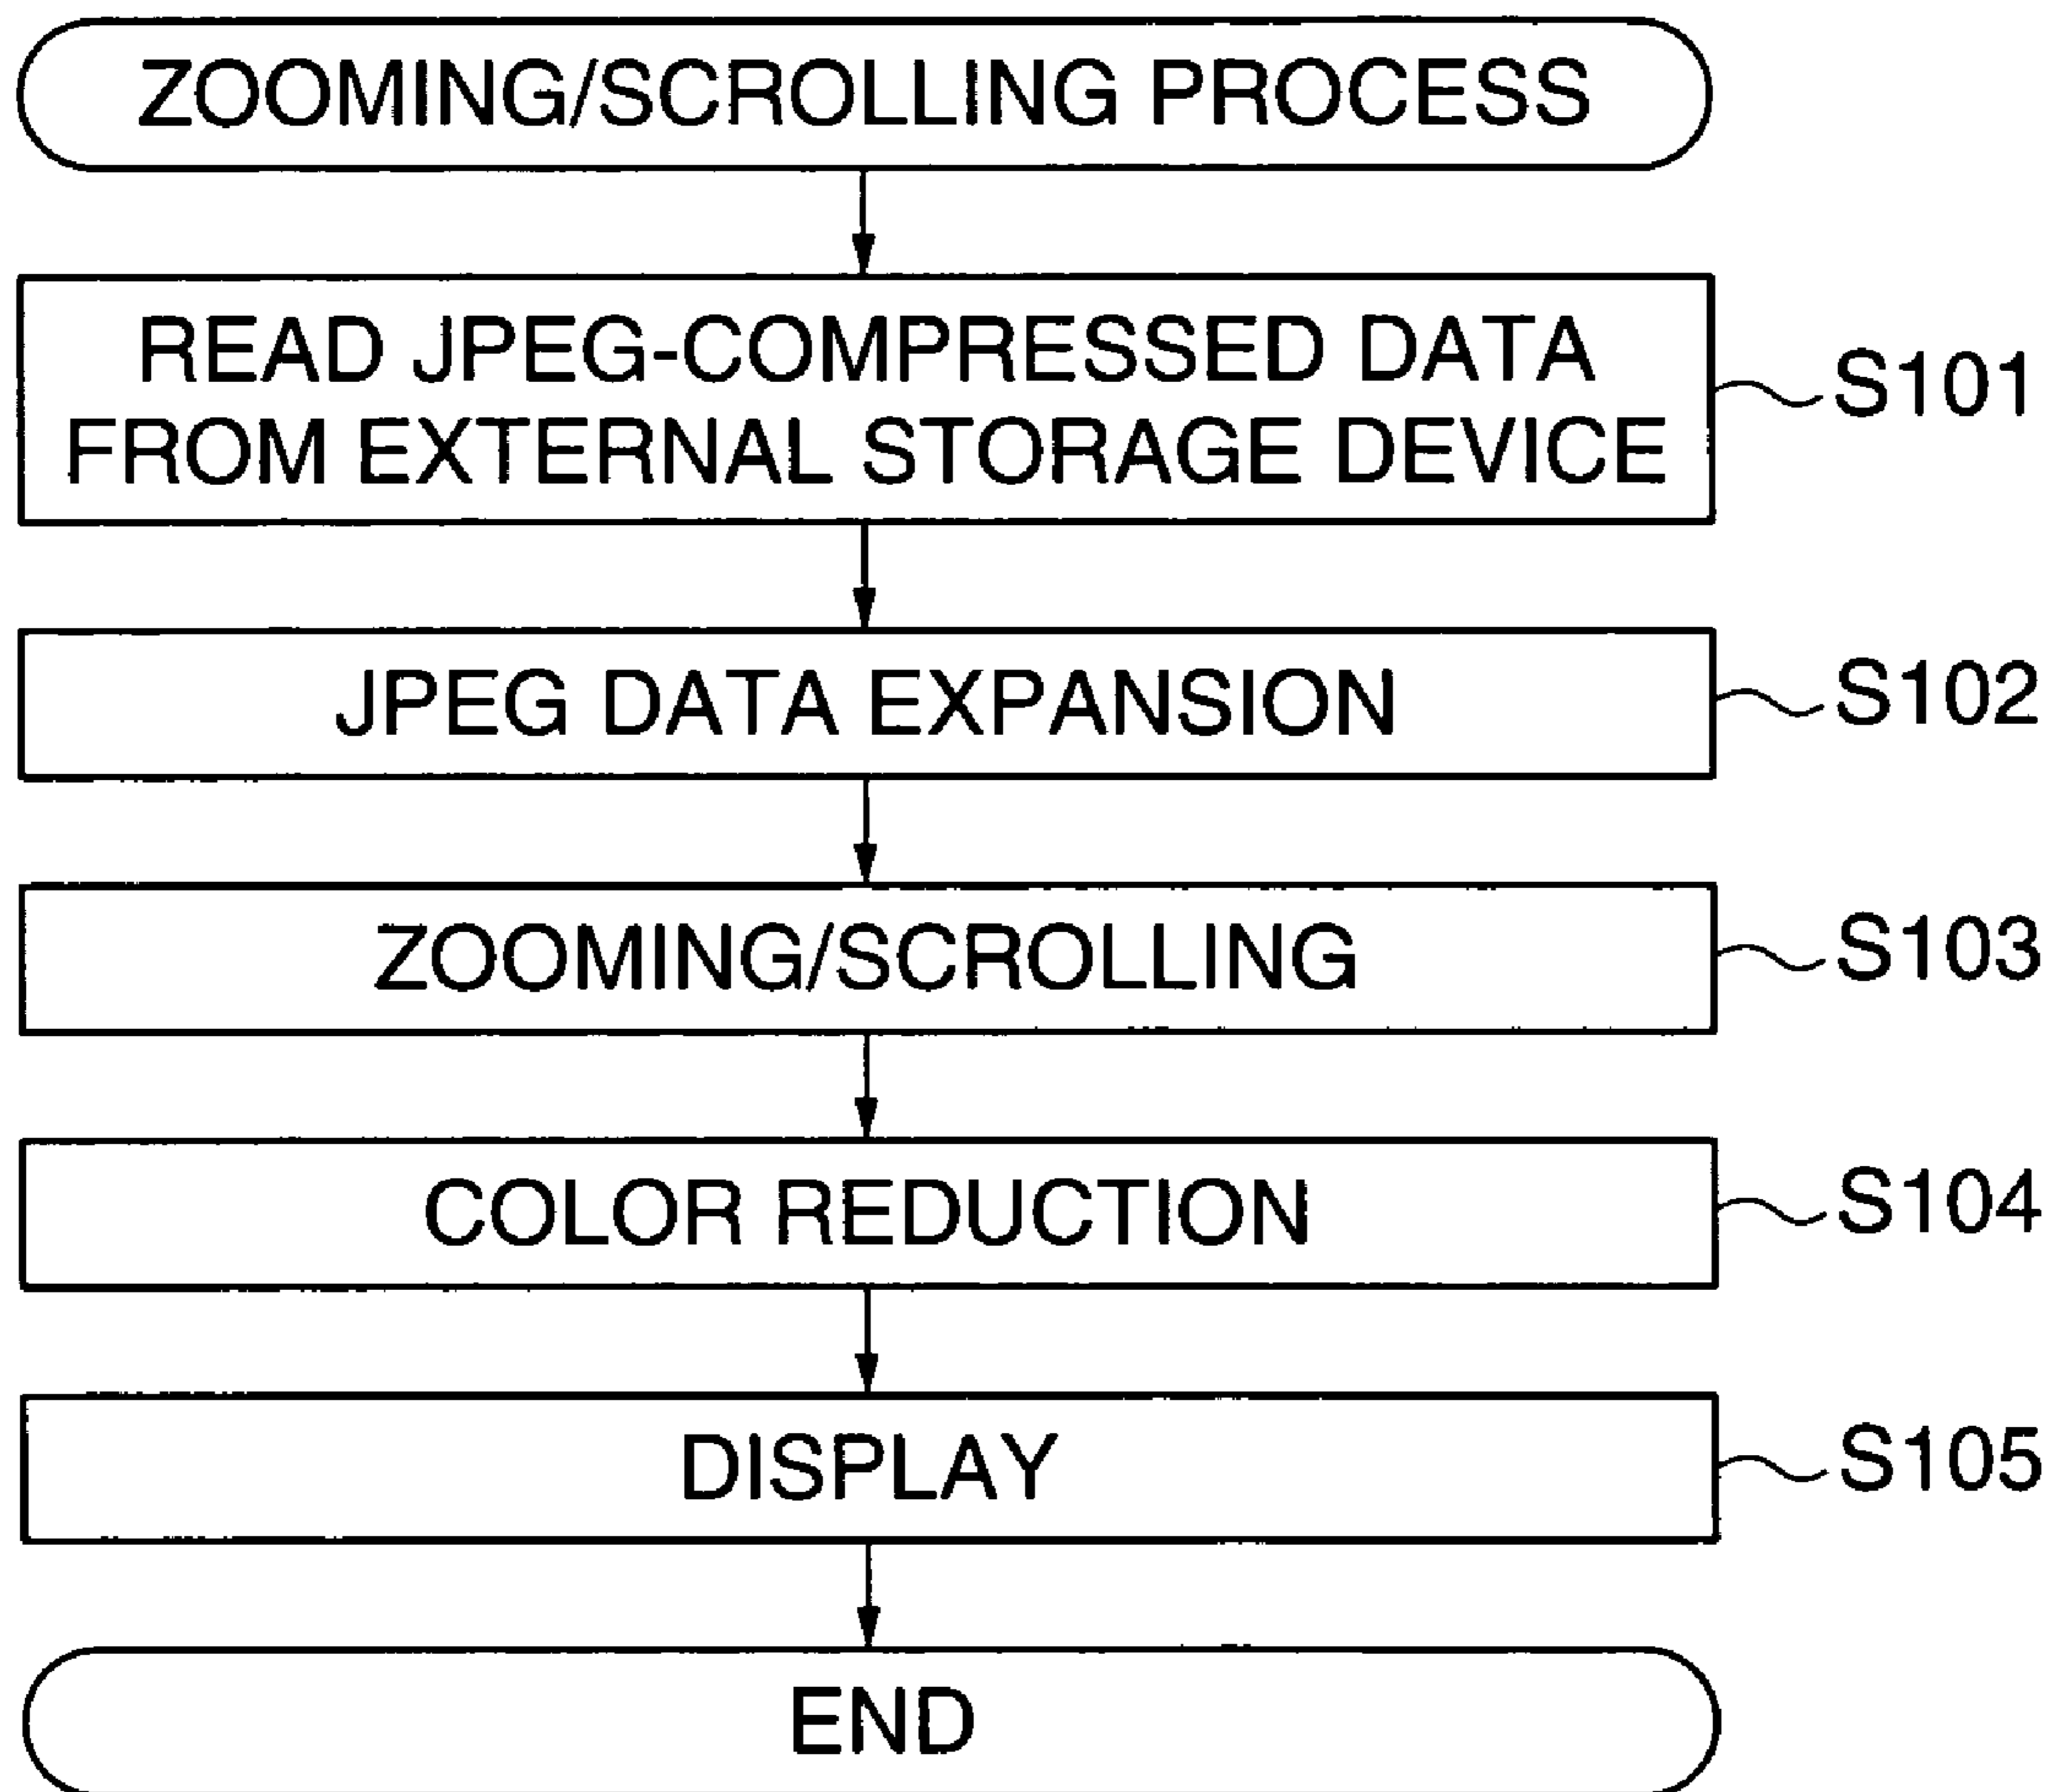 ZOOMING/SCROLLING PROCESS
READ JPEG-COMPRESSED DATA
FROM EXTERNAL STORAGE DEVICE
S101
JPEG DATA EXPANSION
S102
ZOOMING/SCROLLING
S103
COLOR REDUCTION
S104
DISPLAY
S105
END